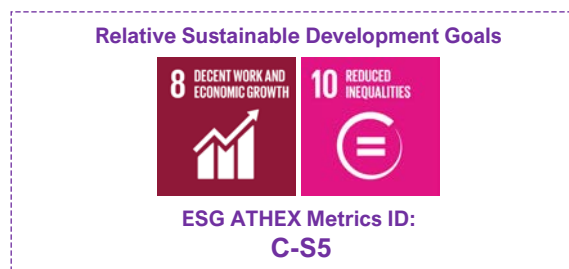 Relative Sustainable Development Goals
8 DECENT WORK AND
ECONOMIC GROWTH
10 REDUCED
INEQUALITIES
ESG ATHEX Metrics ID:
C-S5